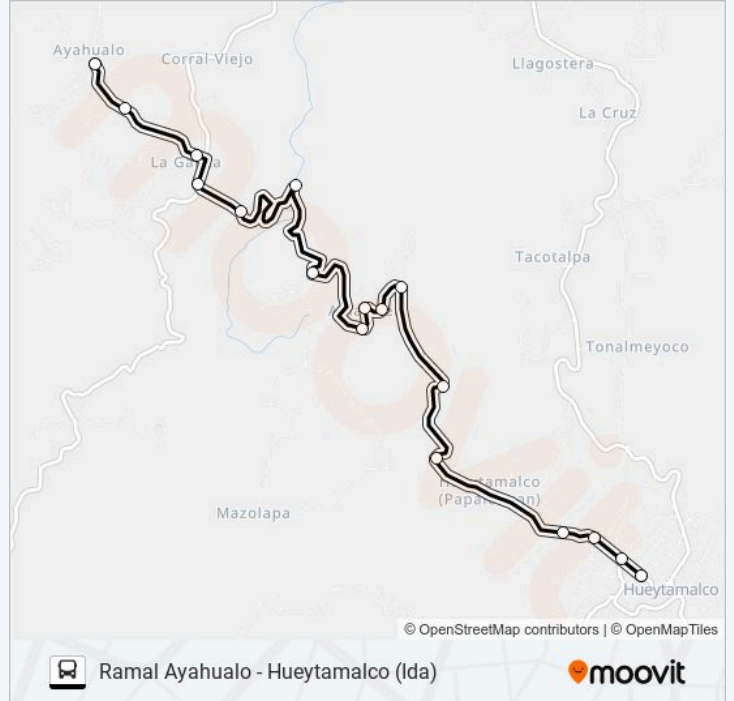 Ayahualo
Corral Viejo
Llagostera
La Cruz
Tacotalpa
Tonalmeyoco
Mazolapa
Hueytamalco
© OpenStreetMap contributors | © OpenMapTiles
Ramal Ayahualo - Hueytamalco (Ida)
moovit